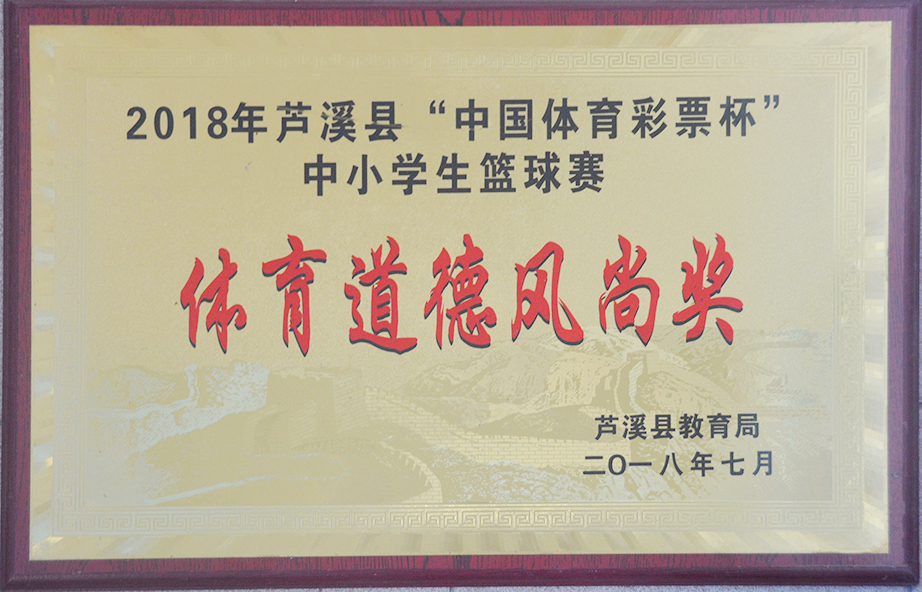 2018年芦溪县“中国体育彩票杯”
中小学生篮球赛
体育道德风尚奖
芦溪县教育局
二O一八年七月